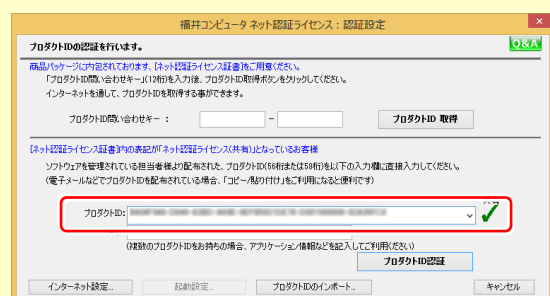 福井コンピュータ ネット認証ライセンス：認証設定
×
プロダクトIDの認証を行います。
Q&A
商品パッケージに内包されております、[ネット認証ライセンス証書]をご用意ください。
「プロダクトID問い合わせキー」(12桁)を入力後、プロダクトID取得ボタンをクリックしてください。
インターネットを通して、プロダクトIDを取得する事ができます。
プロダクトID問い合わせキー：
-
プロダクトID 取得
[ネット認証ライセンス証書]内の表記が「ネット認証ライセンス(共有)」となっているお客様
ソフトウェアを管理されている担当者様より配布された、プロダクトID(56桁または58桁)を以下の入力欄に直接入力してください。
(電子メールなどでプロダクトIDを配布されている場合、「コピー/貼り付け」をご利用になると便利です)
プロダクトID:
(複数のプロダクトIDをお持ちの場合、アプリケーション情報などを記入してご利用ください)
プロダクトID認証
インターネット設定...
起動設定...
プロダクトIDのインポート...
キャンセル